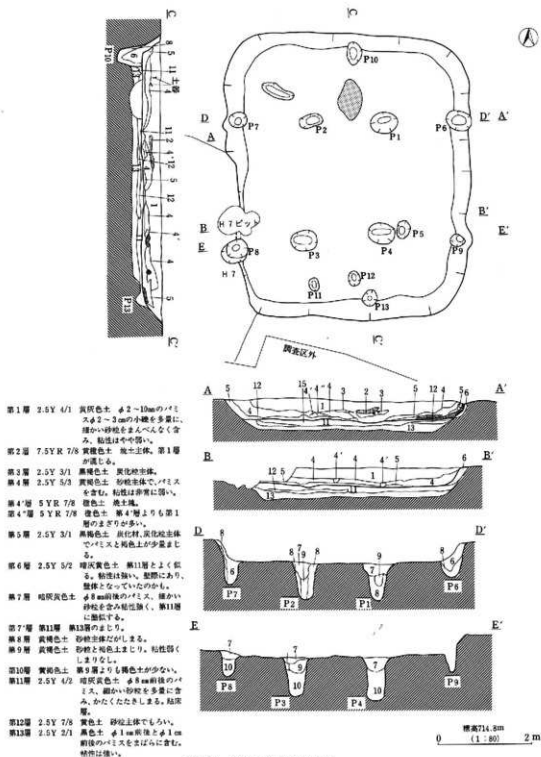 C
C
C'
C'
P10
P13
P10
P7
P2
P1
P6
D
D'
A
A'
B
B'
E
E'
H7ピット
P8
P3
P4
P5
P9
H7
P11
P12
P13
調査区外
A
A'
B
B'
D
D'
P7
P2
P1
P6
E
E'
P8
P3
P4
P9
第1層 2.5Y 4/1 黄灰色土 φ2～10mmのパミ
スφ2～3cmの小礫を多量に、
細かい砂粒をまんべんなく含
み、粘性はやや弱い。
第2層 7.5YR 7/8 黄橙色土 焼土主体。第1層
が混じる。
第3層 2.5Y 3/1 黒褐色土 炭化粒主体。
第4層 2.5Y 5/3 黄褐色土 砂粒主体で、パミス
を含む。粘性は非常に弱い。
第4'層 5YR 7/8 橙色土 焼土塊。
第4"層 5YR 7/8 橙色土 第4'層よりも第1
層のまざりが多い。
第5層 2.5Y 3/1 黒褐色土 炭化材、炭化粒主体
でパミスと褐色土が少量まじ
る。
第6層 2.5Y 5/2 暗灰黄色土 第11層とよく似
る。粘性は強い。壁際にあり、
壁体となっていたのかも。
第7層 暗灰黄色土 φ8mm前後のパミス、細かい
砂粒を含み粘性強く、第11層
に酷似する。
第7'層 第11層 第13層のまじり。
第8層 黄褐色土 砂粒主体だがしまる。
第9層 黄褐色土 砂粒と褐色土まじり。粘性弱く
しまりなし。
第10層 黄褐色土 第9層よりも褐色土が少ない。
第11層 2.5Y 4/2 暗灰黄色土 φ8mm前後のパミ
ス、細かい砂粒を多量に含
み、かたくたたきしまる。貼床
層。
第12層 2.5Y 7/8 黄色土 砂粒主体でもろい。
第13層 2.5Y 2/1 黒色土 φ1mm前後とφ1cm
前後のパミスをまばらに含む。
粘性は強い。
標高714.8m
0 (1:80) 2m